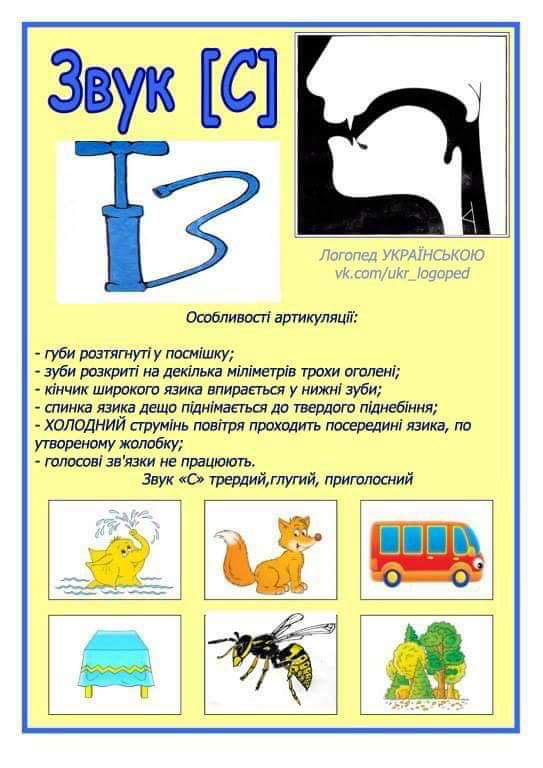 Звук [С]
Логопед УКРАЇНСЬКОЮ
vk.com/ukr_logoped
Особливості артикуляції:
- губи розтягнуті у посмішку;
- зуби розкриті на декілька міліметрів трохи оголені;
- кінчик широкого язика впирається у нижні зуби;
- спинка язика дещо піднімається до твердого піднебіння;
- ХОЛОДНИЙ струмінь повітря проходить посередині язика, по
утвореному жолобку;
- голосові зв'язки не працюють.
Звук «С» трердий,глугий, приголосний